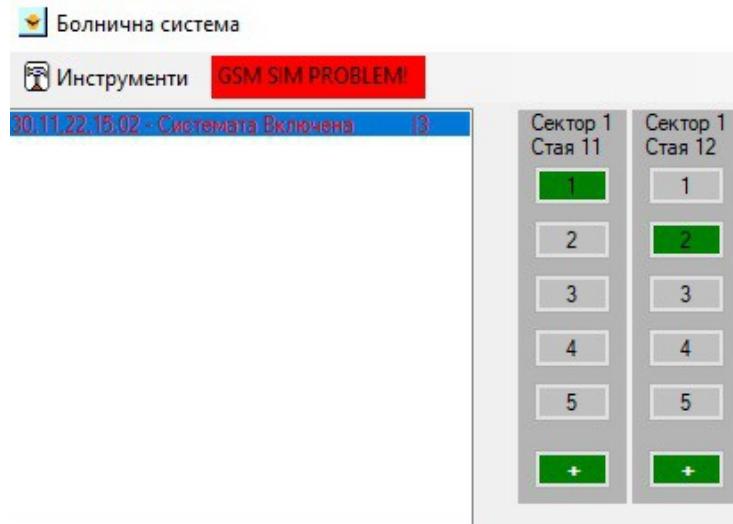 Болнична система
Инструменти GSM SIM PROBLEM!
30.11.22,15:02 - Системата Включена |3
Сектор 1
Стая 11
1
2
3
4
5
+
Сектор 1
Стая 12
1
2
3
4
5
+